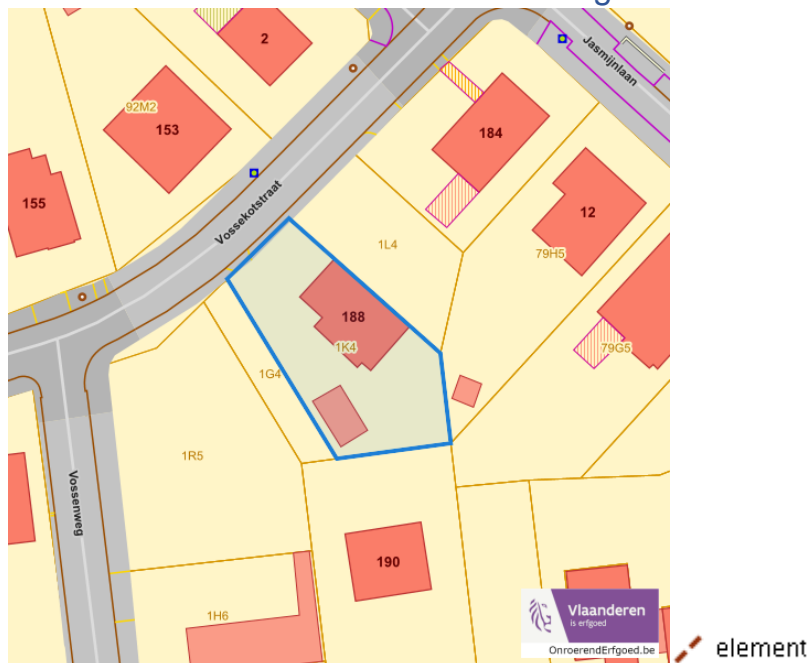 2
Jasmijnlaan
92M2
153
184
155
Vossekotstraat
12
1L4
79H5
188
1K4
79G5
1G4
1R5
Vossenweg
190
1H6
Vlaanderen
is erfgoed
OnroerendErfgoed.be
element